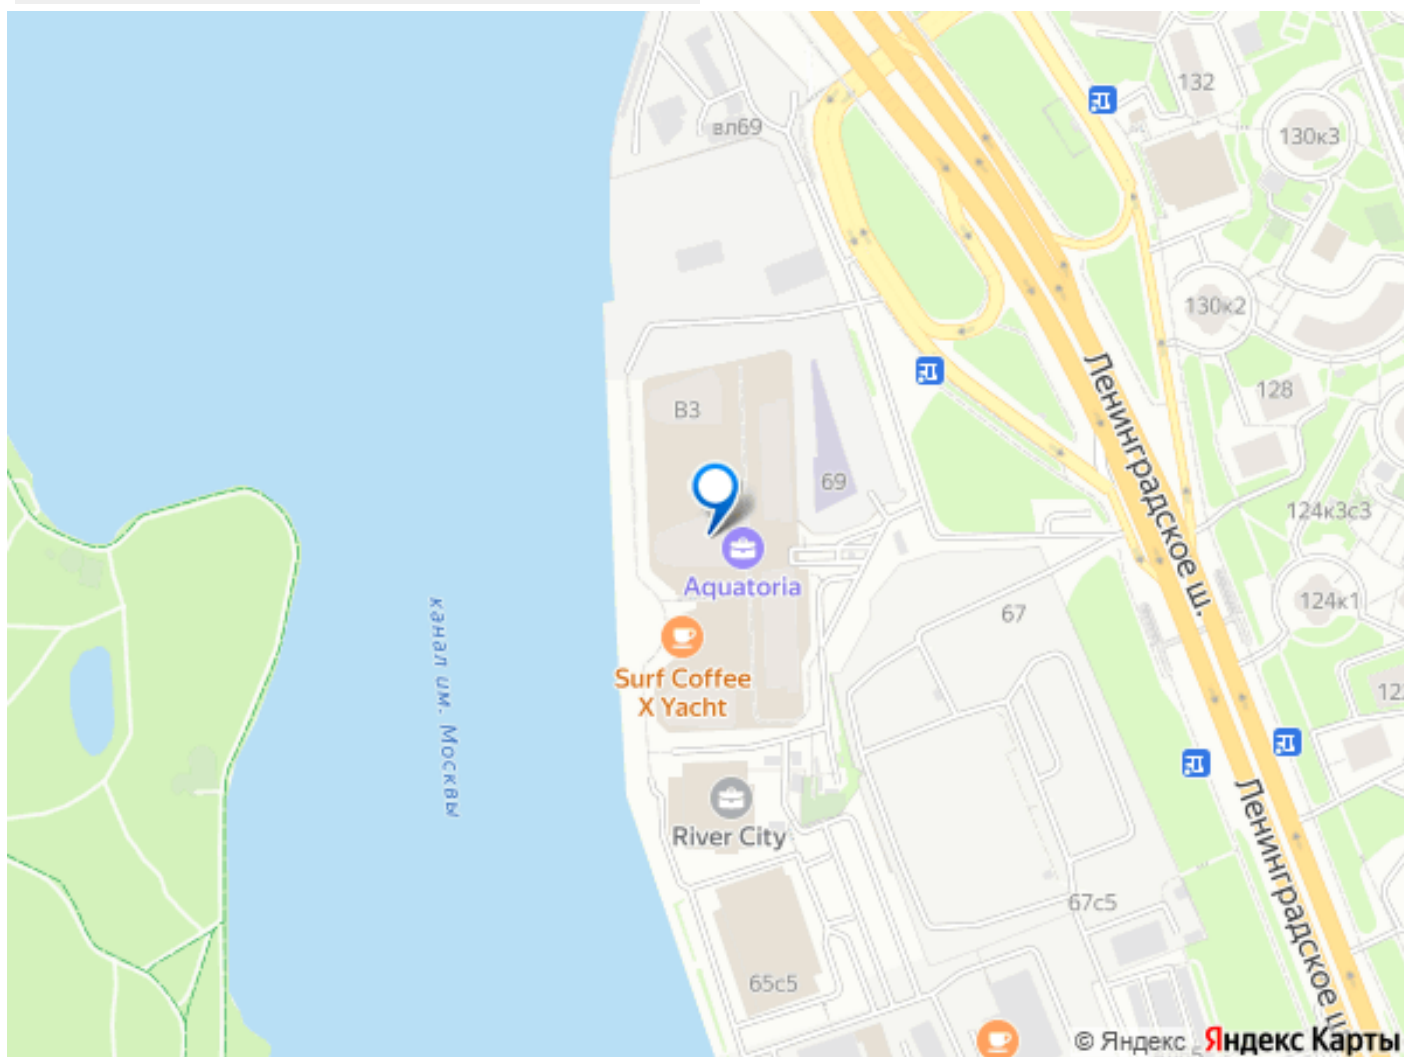 132
вл69
130к3
130к2
Ленинградское ш.
128
В3
69
124к3с3
Aquatoria
канал им. Москвы
67
124к1
Surf Coffee
X Yacht
River City
Ленинградское ш.
67с5
65с5
© Яндекс Яндекс Карты